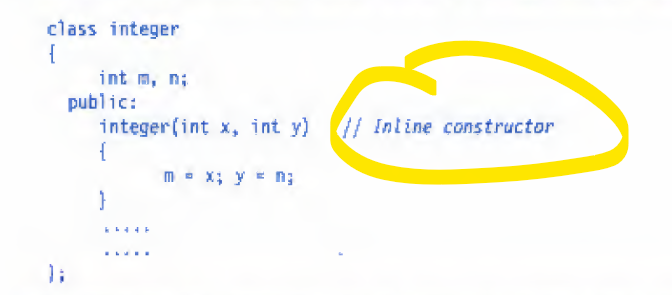 class integer
{
int m, n;
public:
integer(int x, int y) // Inline constructor
{
m = x; y = n;
}
.....
.....
};